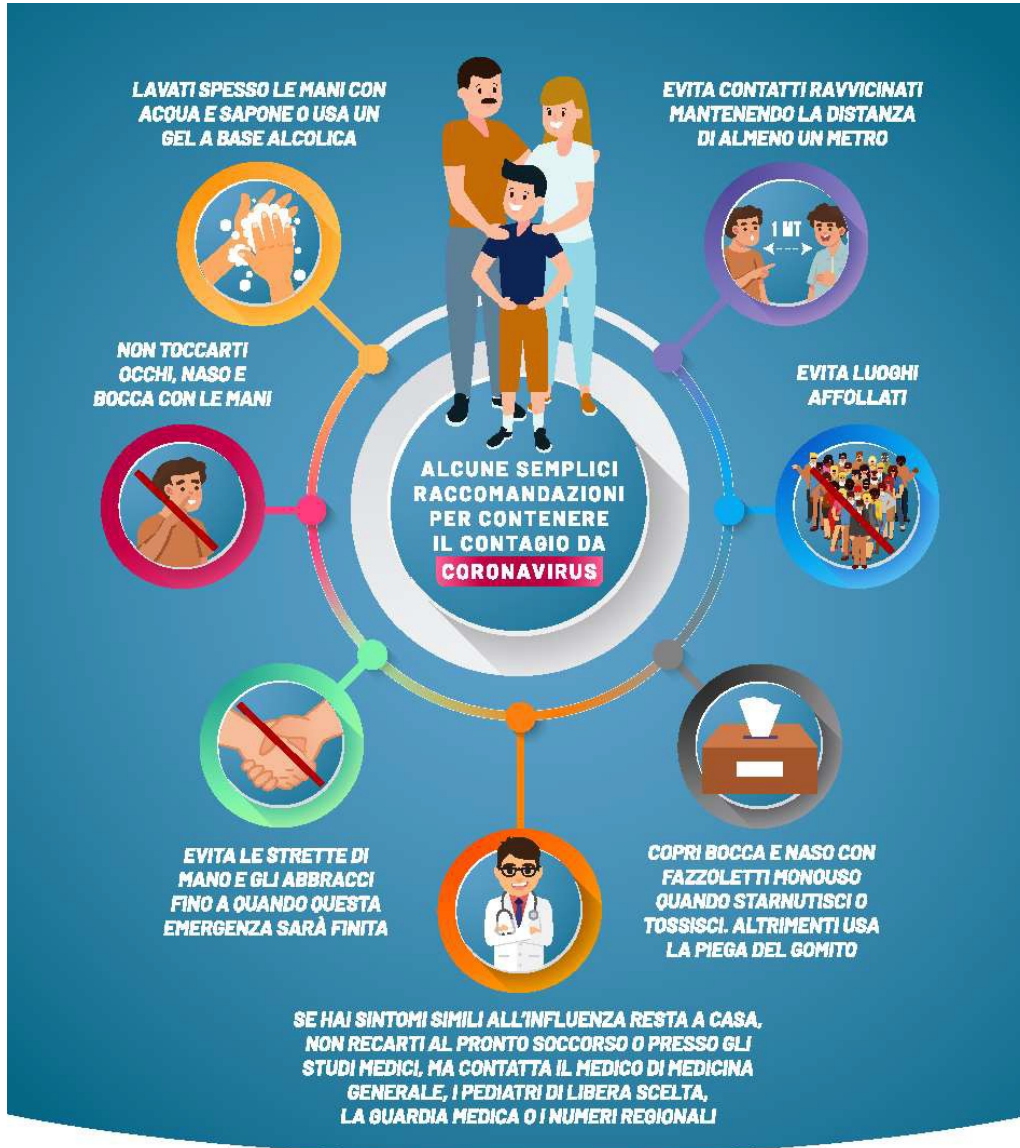 LAVATI SPESSO LE MANI CON
ACQUA E SAPONE O USA UN
GEL A BASE ALCOLICA
EVITA CONTATTI RAVVICINATI
MANTENENDO LA DISTANZA
DI ALMENO UN METRO
1 MT
NON TOCCARTI
OCCHI, NASO E
BOCCA CON LE MANI
EVITA LUOGHI
AFFOLLATI
ALCUNE SEMPLICI
RACCOMANDAZIONI
PER CONTENERE
IL CONTAGIO DA
CORONAVIRUS
EVITA LE STRETTE DI
MANO E GLI ABBRACCI
FINO A QUANDO QUESTA
EMERGENZA SARÀ FINITA
COPRI BOCCA E NASO CON
FAZZOLETTI MONOUSO
QUANDO STARNUTISCI O
TOSSISCI. ALTRIMENTI USA
LA PIEGA DEL GOMITO
SE HAI SINTOMI SIMILI ALL'INFLUENZA RESTA A CASA,
NON RECARTI AL PRONTO SOCCORSO O PRESSO GLI
STUDI MEDICI, MA CONTATTA IL MEDICO DI MEDICINA
GENERALE, I PEDIATRI DI LIBERA SCELTA,
LA GUARDIA MEDICA O I NUMERI REGIONALI